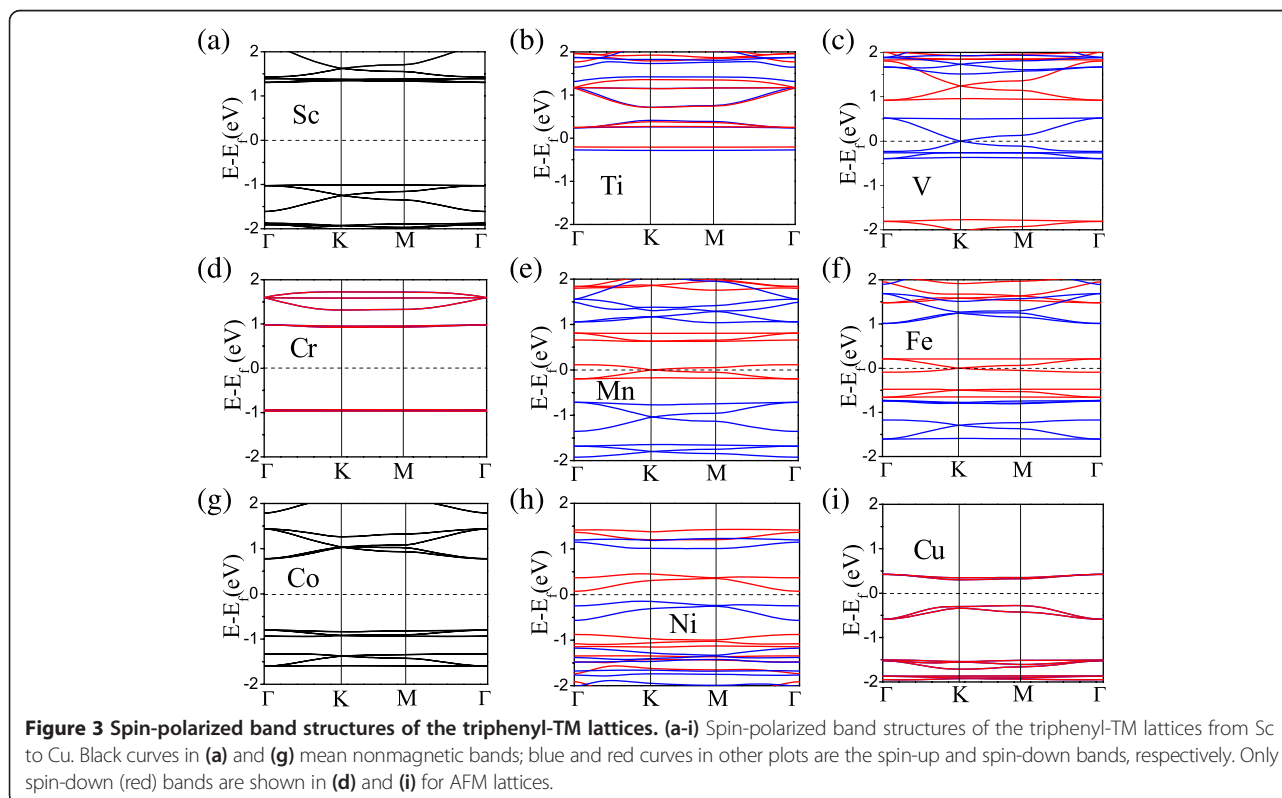 (a)
2
1
0
-1
-2
E-E_f(eV)
Sc
Γ K M Γ
(b)
2
1
0
-1
-2
E-E_f(eV)
Ti
Γ K M Γ
(c)
2
1
0
-1
-2
E-E_f(eV)
V
Γ K M Γ
(d)
2
1
0
-1
-2
E-E_f(eV)
Cr
Γ K M Γ
(e)
2
1
0
-1
-2
E-E_f(eV)
Mn
Γ K M Γ
(f)
2
1
0
-1
-2
E-E_f(eV)
Fe
Γ K M Γ
(g)
2
1
0
-1
-2
E-E_f(eV)
Co
Γ K M Γ
(h)
2
1
0
-1
-2
E-E_f(eV)
Ni
Γ K M Γ
(i)
2
1
0
-1
-2
E-E_f(eV)
Cu
Γ K M Γ
Figure 3 Spin-polarized band structures of the triphenyl-TM lattices. (a-i) Spin-polarized band structures of the triphenyl-TM lattices from Sc
to Cu. Black curves in (a) and (g) mean nonmagnetic bands; blue and red curves in other plots are the spin-up and spin-down bands, respectively. Only
spin-down (red) bands are shown in (d) and (i) for AFM lattices.